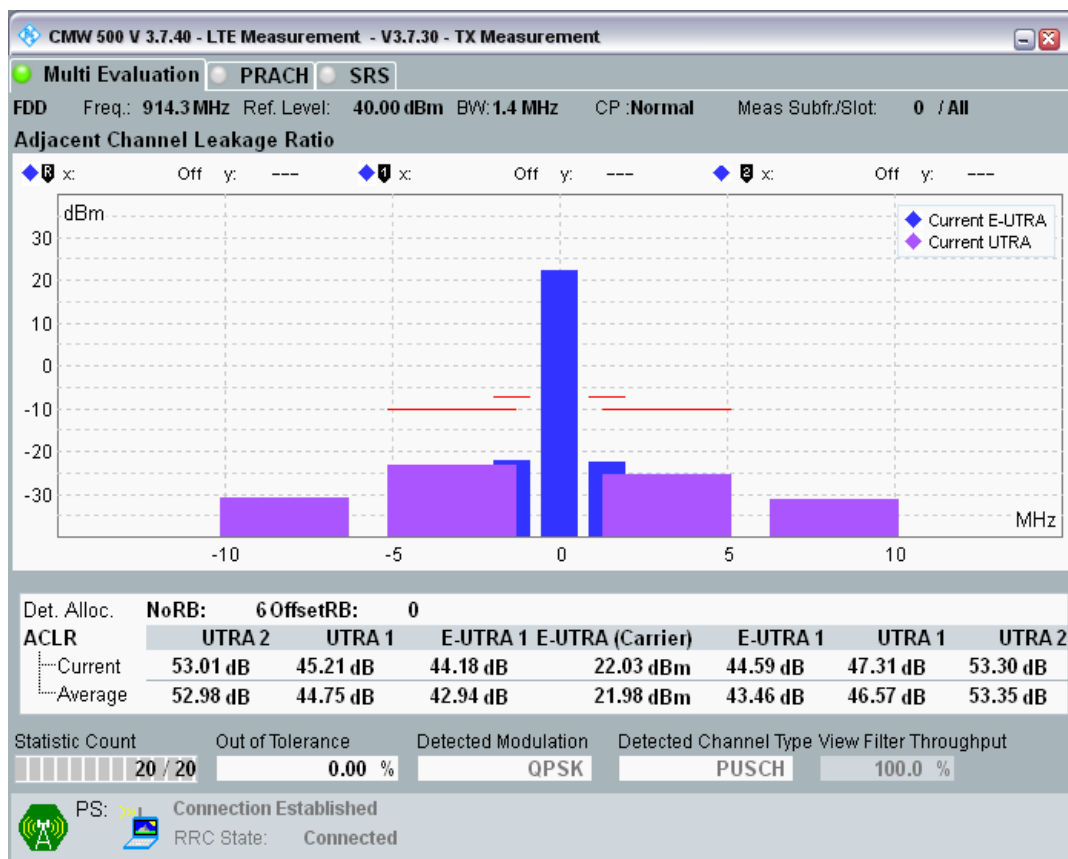 CMW 500 V 3.7.40 - LTE Measurement - V3.7.30 - TX Measurement
Multi Evaluation PRACH SRS
FDD Freq.: 914.3 MHz Ref. Level: 40.00 dBm BW: 1.4 MHz CP :Normal Meas Subfr./Slot: 0 / All
Adjacent Channel Leakage Ratio
R x: Off y: --- 1 x: Off y: --- 2 x: Off y: ---
dBm
Current E-UTRA
Current UTRA
30
20
10
0
-10
-20
-30
MHz
-10 -5 0 5 10
Det. Alloc. NoRB: 6 OffsetRB: 0
ACLR UTRA 2 UTRA 1 E-UTRA 1 E-UTRA (Carrier) E-UTRA 1 UTRA 1 UTRA 2
Current 53.01 dB 45.21 dB 44.18 dB 22.03 dBm 44.59 dB 47.31 dB 53.30 dB
Average 52.98 dB 44.75 dB 42.94 dB 21.98 dBm 43.46 dB 46.57 dB 53.35 dB
Statistic Count Out of Tolerance Detected Modulation Detected Channel Type View Filter Throughput
20 / 20 0.00 % QPSK PUSCH 100.0 %
PS: Connection Established
RRC State: Connected